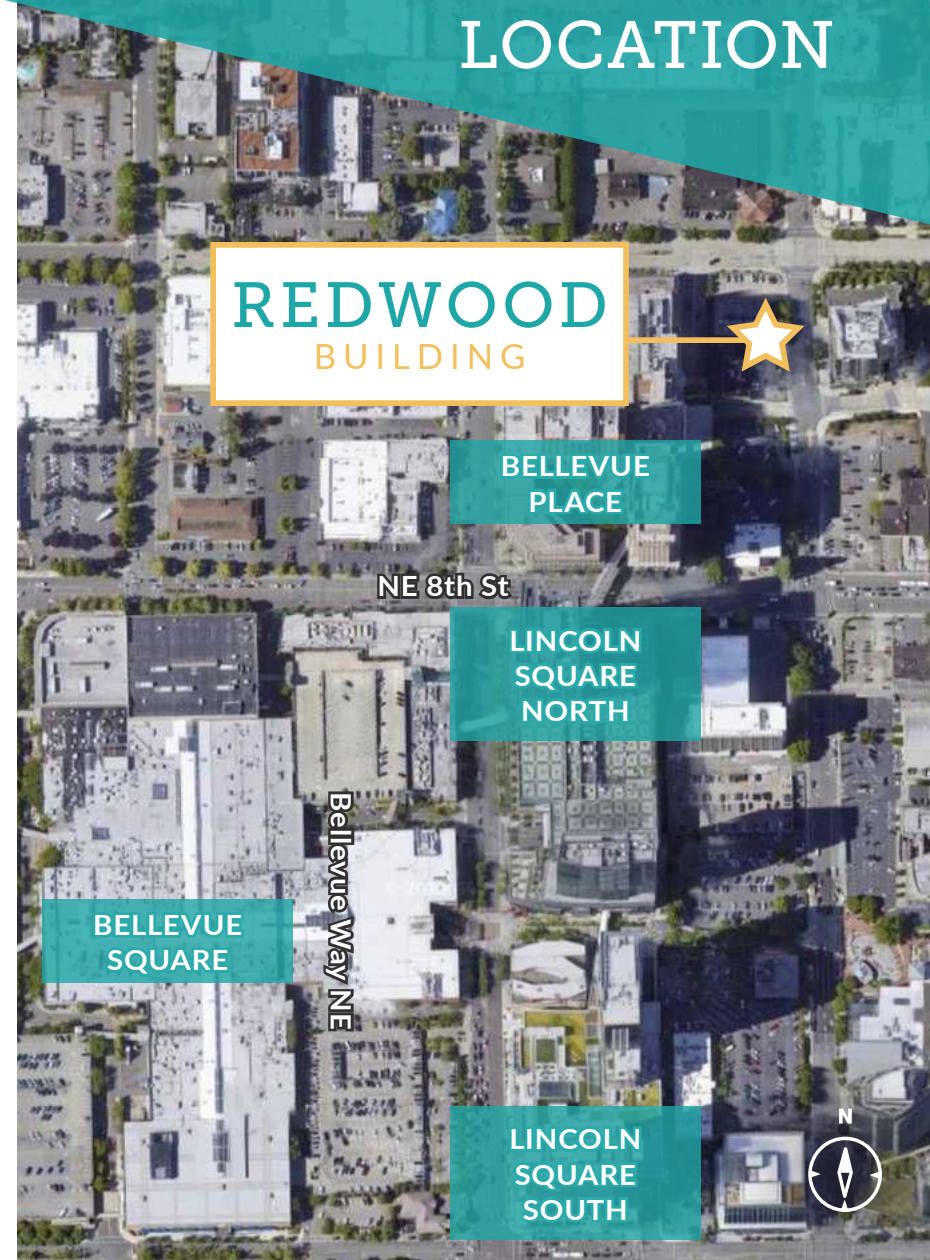 LOCATION
REDWOOD
BUILDING
BELLEVUE
PLACE
NE 8th St
LINCOLN
SQUARE
NORTH
Bellevue Way NE
BELLEVUE
SQUARE
LINCOLN
SQUARE
SOUTH
N